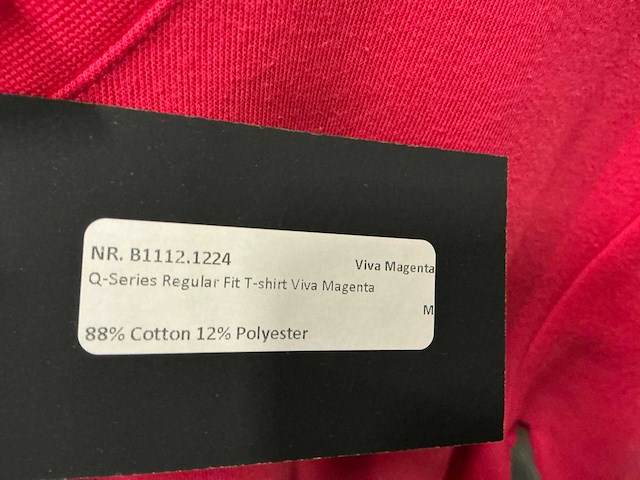 NR. B1112.1224
Viva Magenta
Q-Series Regular Fit T-shirt Viva Magenta
M
88% Cotton 12% Polyester